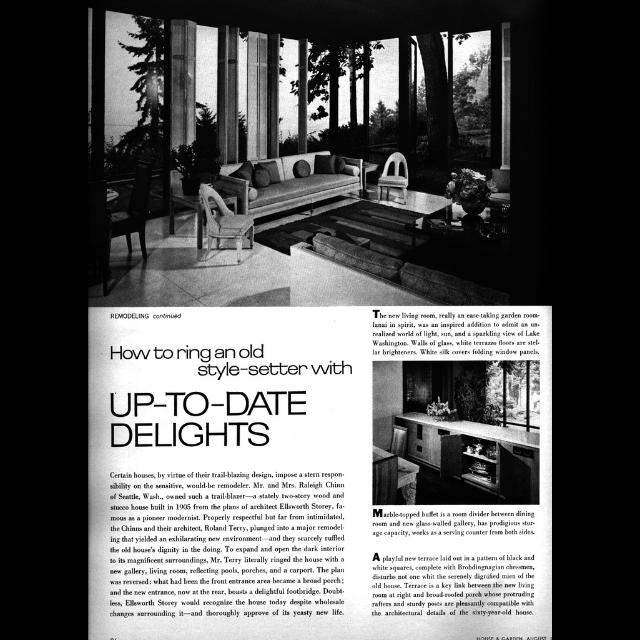 REMODELING continued
How to ring an old
style-setter with
UP-TO-DATE
DELIGHTS
Certain houses, by virtue of their trail-blazing design, impose a stern respon-
sibility on the sensitive, would-be remodeler. Mr. and Mrs. Raleigh Chinn
of Seattle, Wash., owned such a trail-blazer—a stately two-story wood and
stucco house built in 1905 from the plans of architect Ellsworth Storey, fa-
mous as a pioneer modernist. Properly respectful but far from intimidated,
the Chinns and their architect, Roland Terry, plunged into a major remodel-
ing that yielded an exhilarating new environment—and they scarcely ruffled
the old house's dignity in the doing. To expand and open the dark interior
to its magnificent surroundings, Mr. Terry literally ringed the house with a
new gallery, living room, reflecting pools, porches, and a carport. The plan
was reversed: what had been the front entrance area became a broad porch;
and the new entrance, now at the rear, boasts a delightful footbridge. Doubt-
less, Ellsworth Storey would recognize the house today despite wholesale
changes surrounding it—and thoroughly approve of its yeasty new life.
The new living room, really an ease-taking garden room-
lanai in spirit, was an inspired addition to admit an un-
realized world of light, sun, and a sparkling view of Lake
Washington. Walls of glass, white terrazzo floors are stel-
lar brighteners. White silk covers folding window panels.
Marble-topped buffet is a room divider between dining
room and new glass-walled gallery, has prodigious stor-
age capacity, works as a serving counter from both sides.
A playful new terrace laid out in a pattern of black and
white squares, complete with Brobdingnagian chessmen,
disturbs not one whit the serenely dignified mien of the
old house. Terrace is a key link between the new living
room at right and broad-roofed porch whose protruding
rafters and sturdy posts are pleasantly compatible with
the architectural details of the sixty-year-old house.
HOUSE & GARDEN, AUGUST